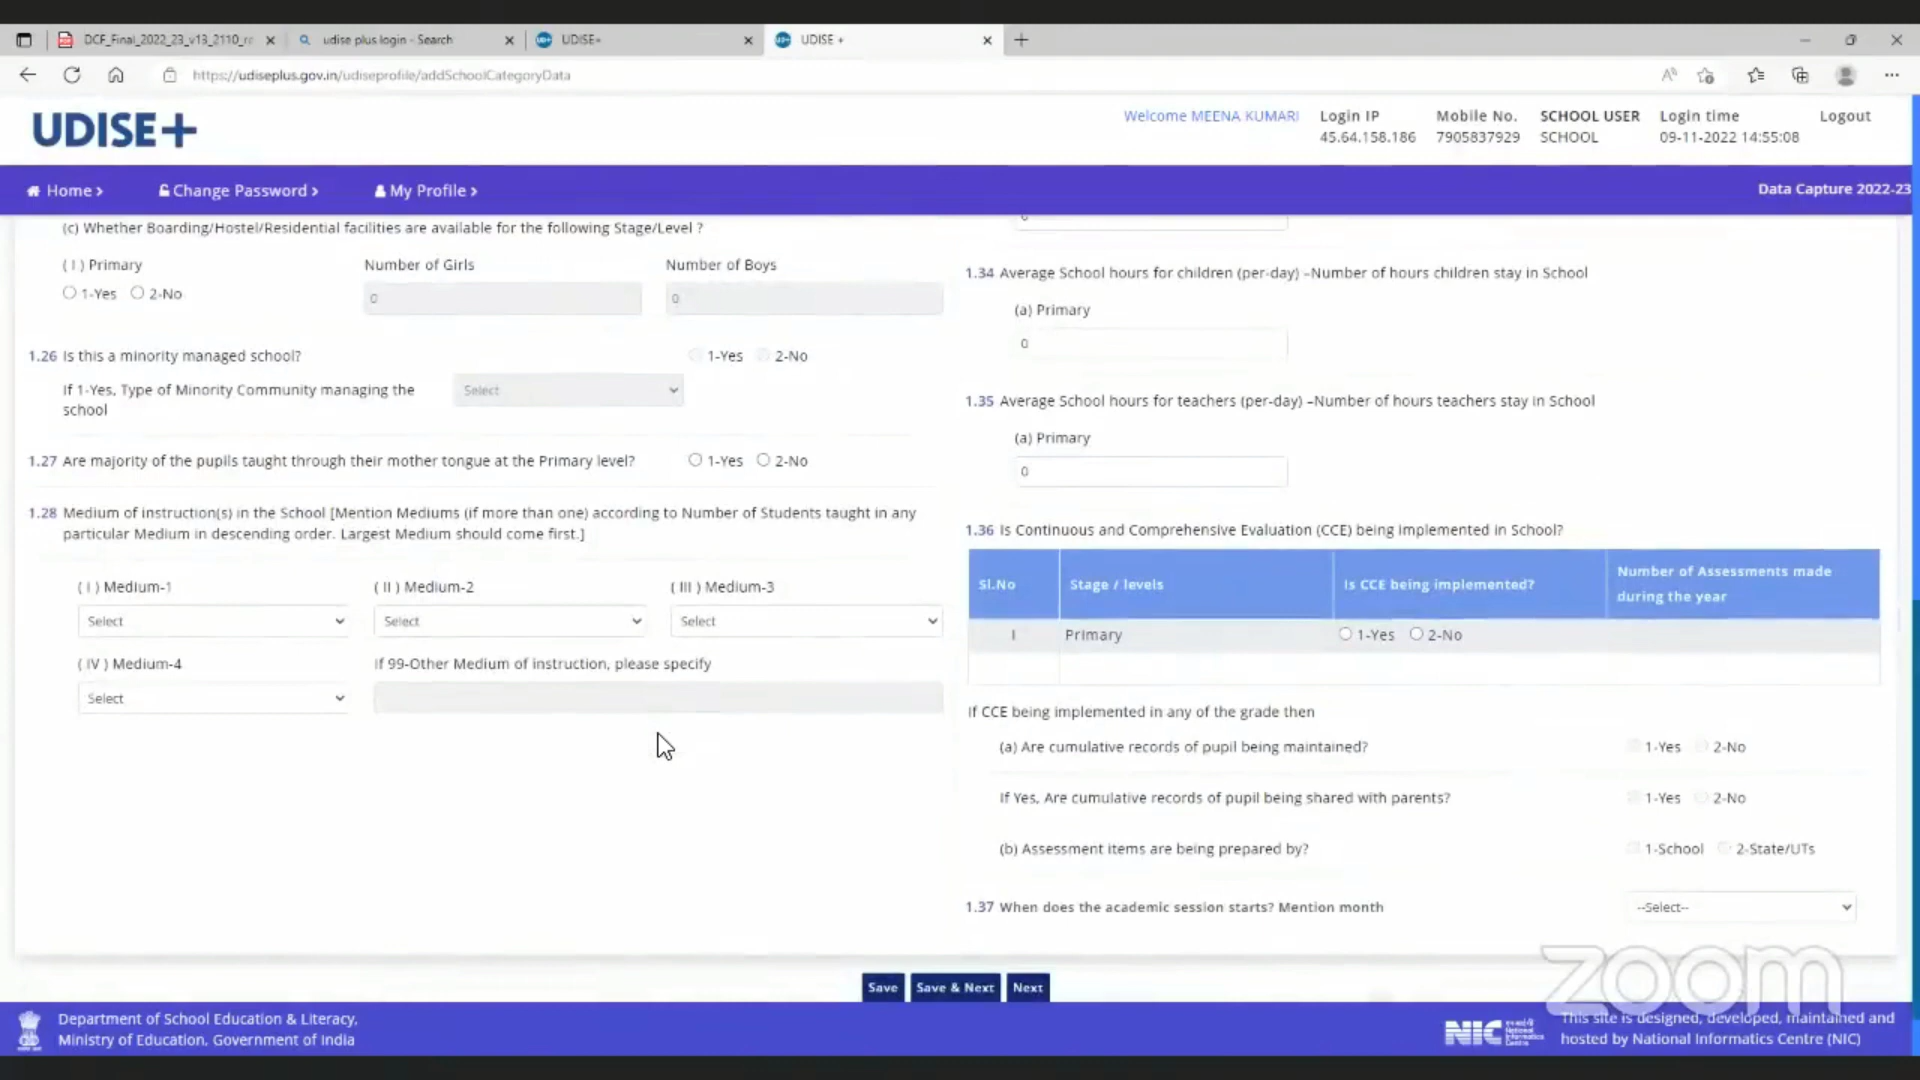 DCF_Final_2022_23_v13_2110_re
udise plus login - Search
UDISE+
UDISE +
https://udiseplus.gov.in/udiseprofile/addSchoolCategoryData
UDISE+
Welcome MEENA KUMARI
Login IP
45.64.158.186
Mobile No.
7905837929
SCHOOL USER
SCHOOL
Login time
09-11-2022 14:55:08
Logout
Home >
Change Password >
My Profile >
Data Capture 2022-23
(c) Whether Boarding/Hostel/Residential facilities are available for the following Stage/Level ?
( I ) Primary
Number of Girls
Number of Boys
1-Yes 2-No
0
0
1.26 Is this a minority managed school?
1-Yes 2-No
If 1-Yes, Type of Minority Community managing the
school
Select
1.27 Are majority of the pupils taught through their mother tongue at the Primary level?
1-Yes 2-No
1.28 Medium of instruction(s) in the School [Mention Mediums (if more than one) according to Number of Students taught in any
particular Medium in descending order. Largest Medium should come first.]
( I ) Medium-1
( II ) Medium-2
( III ) Medium-3
Select
Select
Select
( IV ) Medium-4
If 99-Other Medium of instruction, please specify
Select
1.34 Average School hours for children (per-day) –Number of hours children stay in School
(a) Primary
0
1.35 Average School hours for teachers (per-day) –Number of hours teachers stay in School
(a) Primary
0
1.36 Is Continuous and Comprehensive Evaluation (CCE) being implemented in School?
Sl.No
Stage / levels
Is CCE being implemented?
Number of Assessments made
during the year
I
Primary
1-Yes 2-No
If CCE being implemented in any of the grade then
(a) Are cumulative records of pupil being maintained?
1-Yes 2-No
If Yes, Are cumulative records of pupil being shared with parents?
1-Yes 2-No
(b) Assessment items are being prepared by?
1-School 2-State/UTs
1.37 When does the academic session starts? Mention month
--Select--
Save
Save & Next
Next
zoom
Department of School Education & Literacy,
Ministry of Education, Government of India
NIC
This site is designed, developed, maintained and
hosted by National Informatics Centre (NIC)